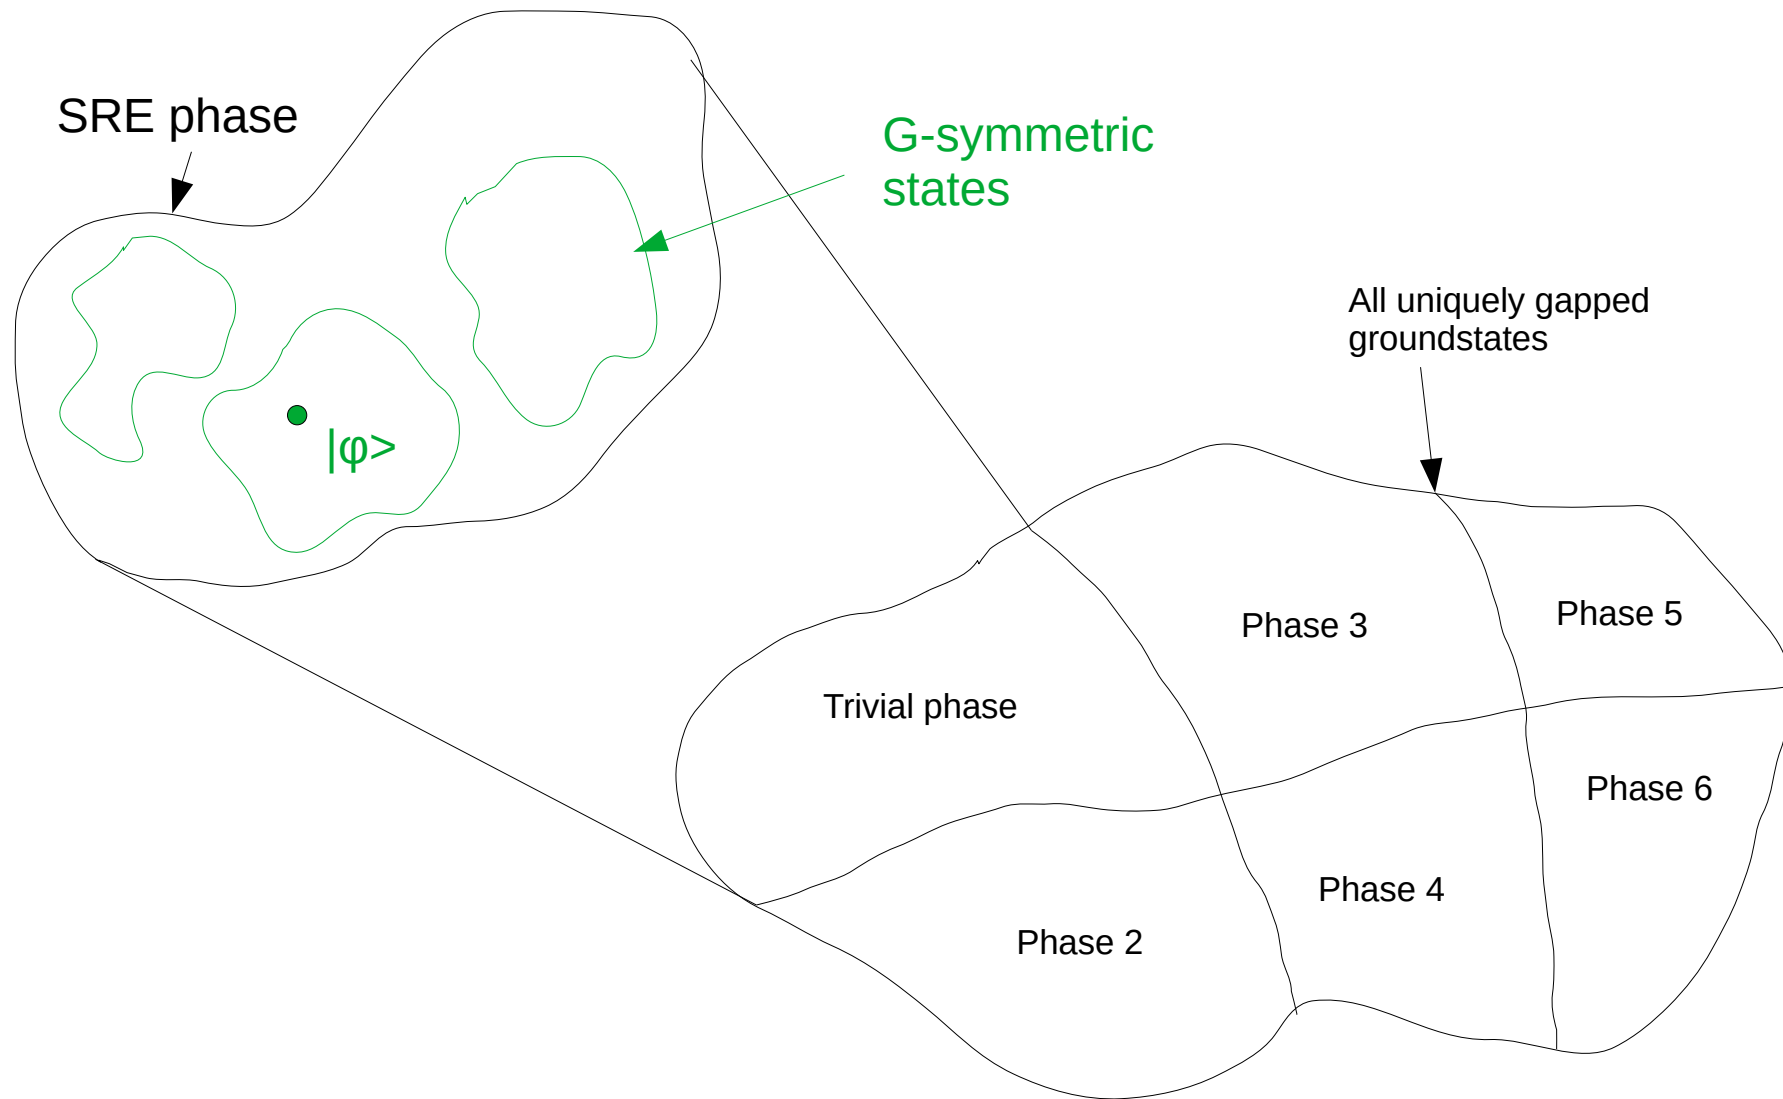 SRE phase
G-symmetric
states
|φ>
All uniquely gapped
groundstates
Phase 3
Phase 5
Trivial phase
Phase 6
Phase 4
Phase 2